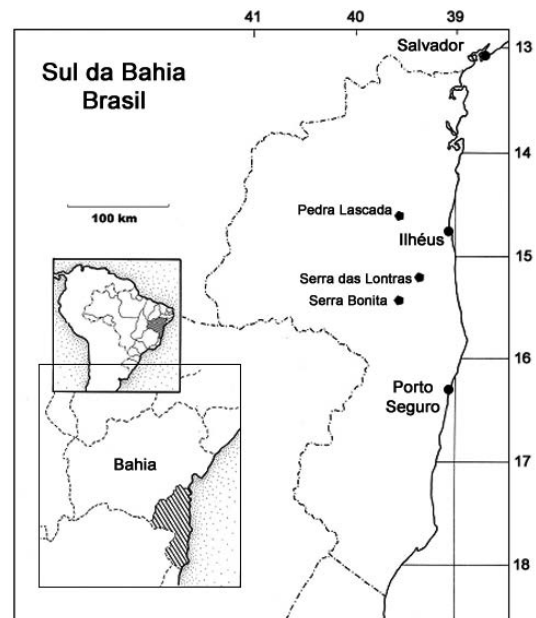 41 40 39
Sul da Bahia
Brasil
Salvador
13
100 km
14
Pedra Lascada
Ilhéus
15
Serra das Lontras
Serra Bonita
16
Porto
Seguro
Bahia
17
18